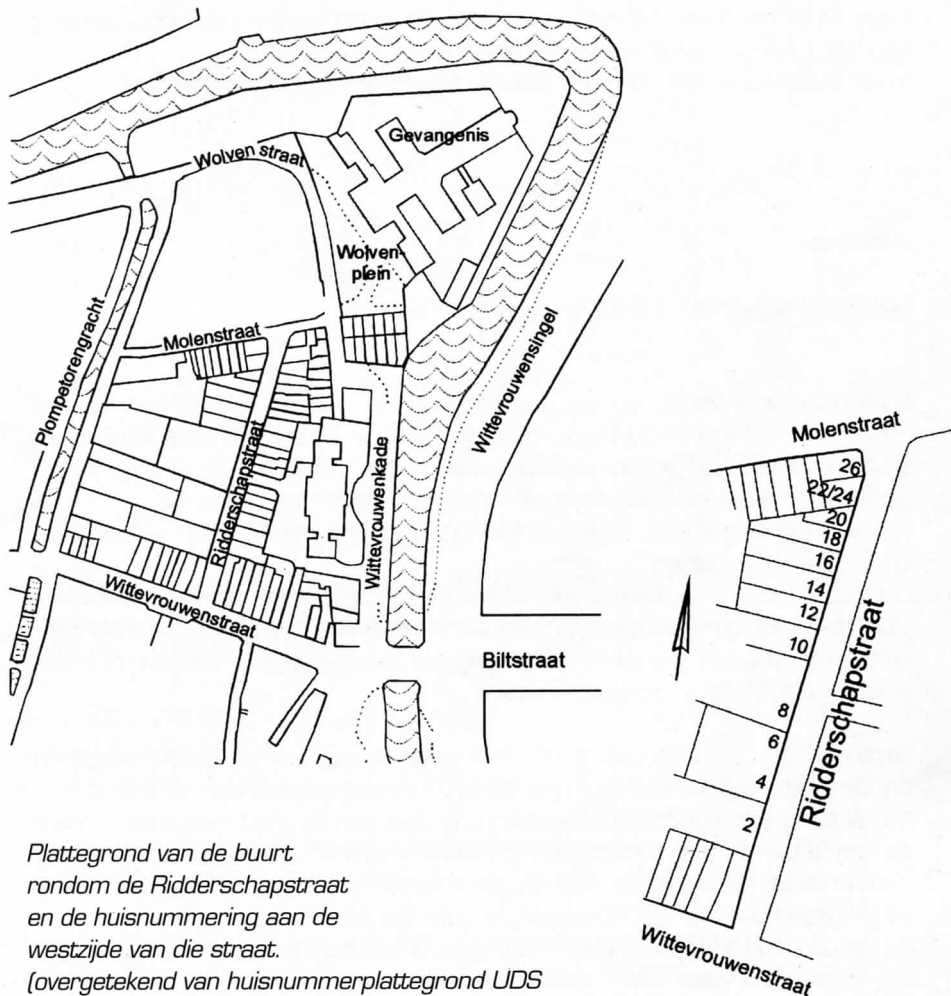 Gevangenis
Wolven straat
Wolven-
plein
Plompetorengracht
Molenstraat
Ridderschapstraat
Wittevrouwenkade
Wittevrouwensingel
Wittevrouwenstraat
Biltstraat
Molenstraat
26
22/24
20
18
16
14
12
10
8
6
4
2
Ridderschapstraat
Wittevrouwenstraat
Plattegrond van de buurt
rondom de Ridderschapstraat
en de huisnummering aan de
westzijde van die straat.
(overgetekend van huisnummerplattegrond UDS